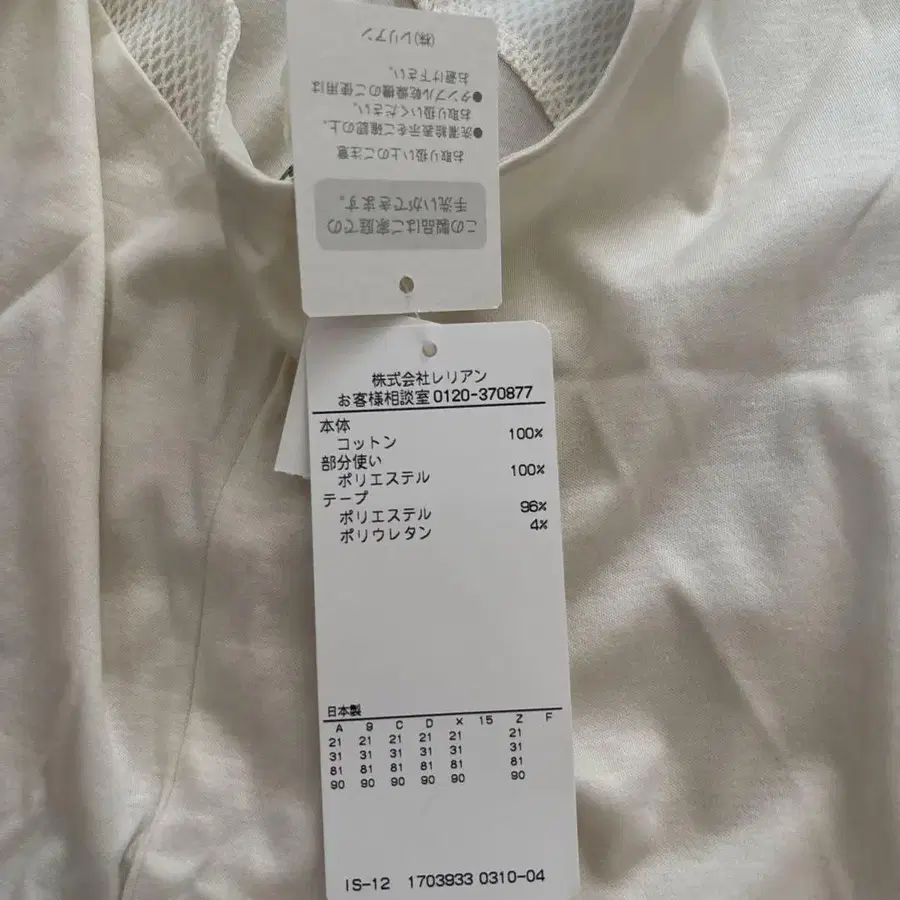 この製品はご家庭での
手洗いができます。
お取り扱い上のご注意
●洗濯絵表示をご確認の上、
お取り扱いください。
●タンブル乾燥機のご使用は
お避け下さい。
(株)レリアン
株式会社レリアン
お客様相談室0120-370877
本体
コットン 100%
部分使い
ポリエステル 100%
テープ
ポリエステル 96%
ポリウレタン 4%
日本製
A 9 C D X 15 Z F
21 21 21 21 21 21
31 31 31 31 31 31
81 81 81 81 81 81
90 90 90 90 90 90
IS-12 1703933 0310-04